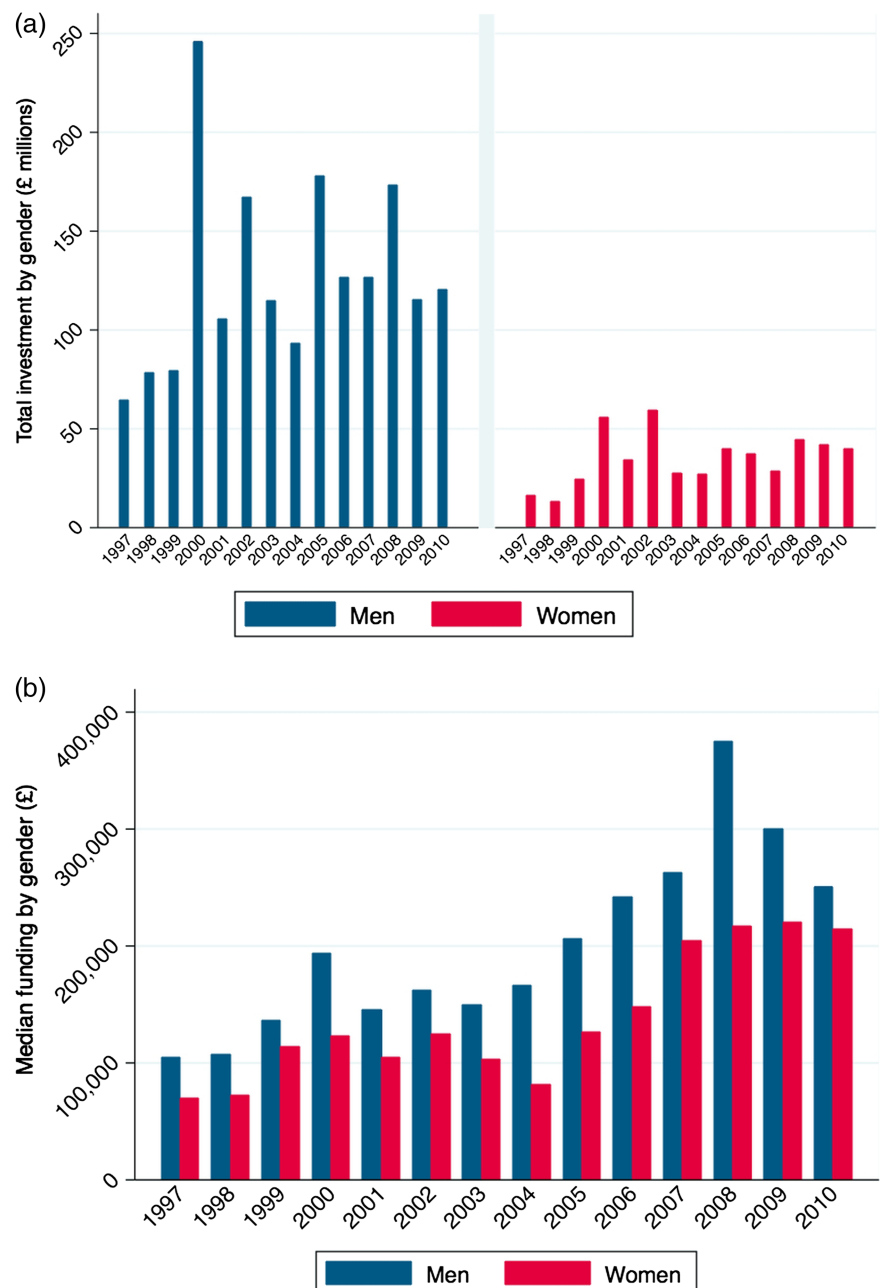 (a)
Total investment by gender (£ millions)
250
200
150
100
50
0
1997 1998 1999 2000 2001 2002 2003 2004 2005 2006 2007 2008 2009 2010
1997 1998 1999 2000 2001 2002 2003 2004 2005 2006 2007 2008 2009 2010
Men Women
(b)
Median funding by gender (£)
400,000
300,000
200,000
100,000
0
1997 1998 1999 2000 2001 2002 2003 2004 2005 2006 2007 2008 2009 2010
Men Women